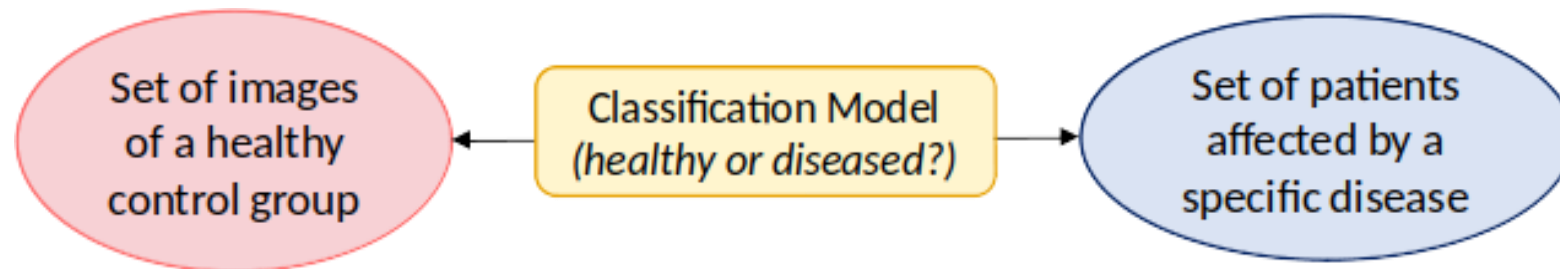 Set of images
of a healthy
control group
Classification Model
(healthy or diseased?)
Set of patients
affected by a
specific disease